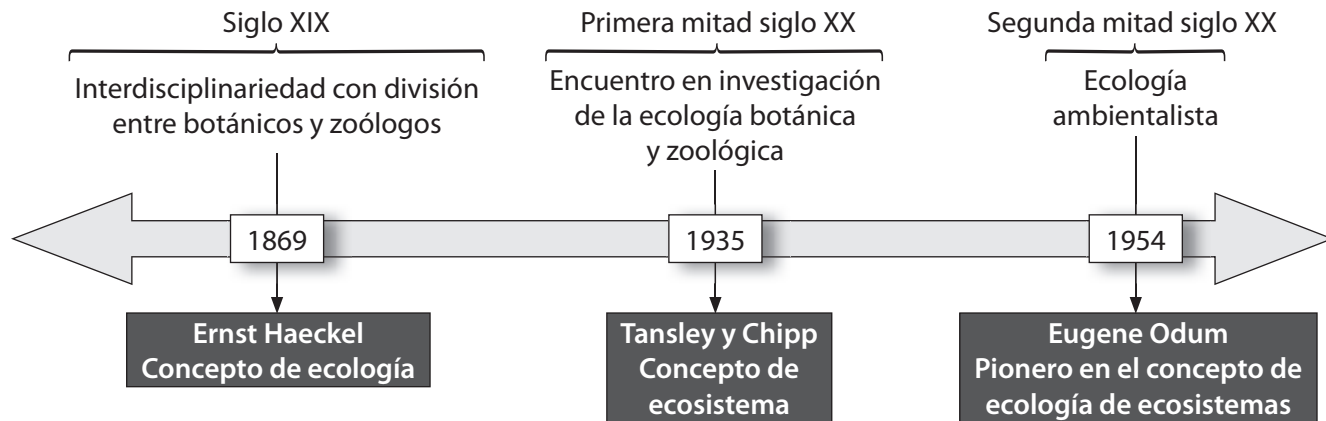 Siglo XIX
Interdisciplinariedad con división
entre botánicos y zoólogos
1869
Ernst Haeckel
Concepto de ecología
Primera mitad siglo XX
Encuentro en investigación
de la ecología botánica
y zoológica
1935
Tansley y Chipp
Concepto de
ecosistema
Segunda mitad siglo XX
Ecología
ambientalista
1954
Eugene Odum
Pionero en el concepto de
ecología de ecosistemas